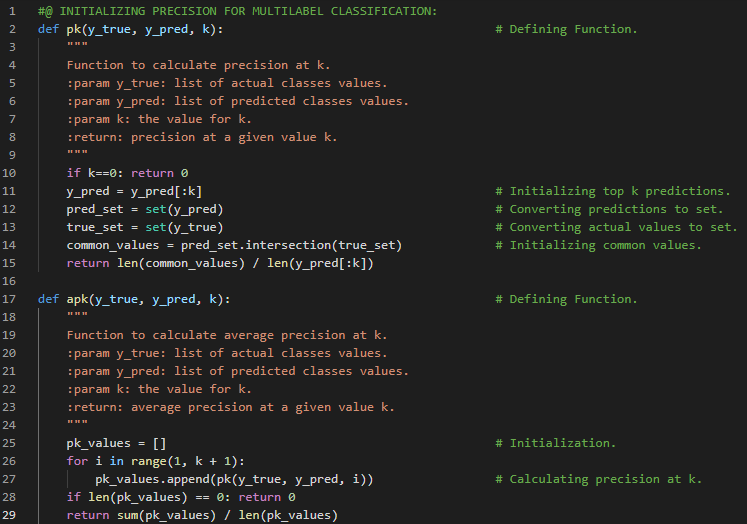 1 #@ INITIALIZING PRECISION FOR MULTILABEL CLASSIFICATION:
2 def pk(y_true, y_pred, k): # Defining Function.
3 """
4 Function to calculate precision at k.
5 :param y_true: list of actual classes values.
6 :param y_pred: list of predicted classes values.
7 :param k: the value for k.
8 :return: precision at a given value k.
9 """
10 if k==0: return 0
11 y_pred = y_pred[:k] # Initializing top k predictions.
12 pred_set = set(y_pred) # Converting predictions to set.
13 true_set = set(y_true) # Converting actual values to set.
14 common_values = pred_set.intersection(true_set) # Initializing common values.
15 return len(common_values) / len(y_pred[:k])
16
17 def apk(y_true, y_pred, k): # Defining Function.
18 """
19 Function to calculate average precision at k.
20 :param y_true: list of actual classes values.
21 :param y_pred: list of predicted classes values.
22 :param k: the value for k.
23 :return: average precision at a given value k.
24 """
25 pk_values = [] # Initialization.
26 for i in range(1, k + 1):
27 pk_values.append(pk(y_true, y_pred, i)) # Calculating precision at k.
28 if len(pk_values) == 0: return 0
29 return sum(pk_values) / len(pk_values)